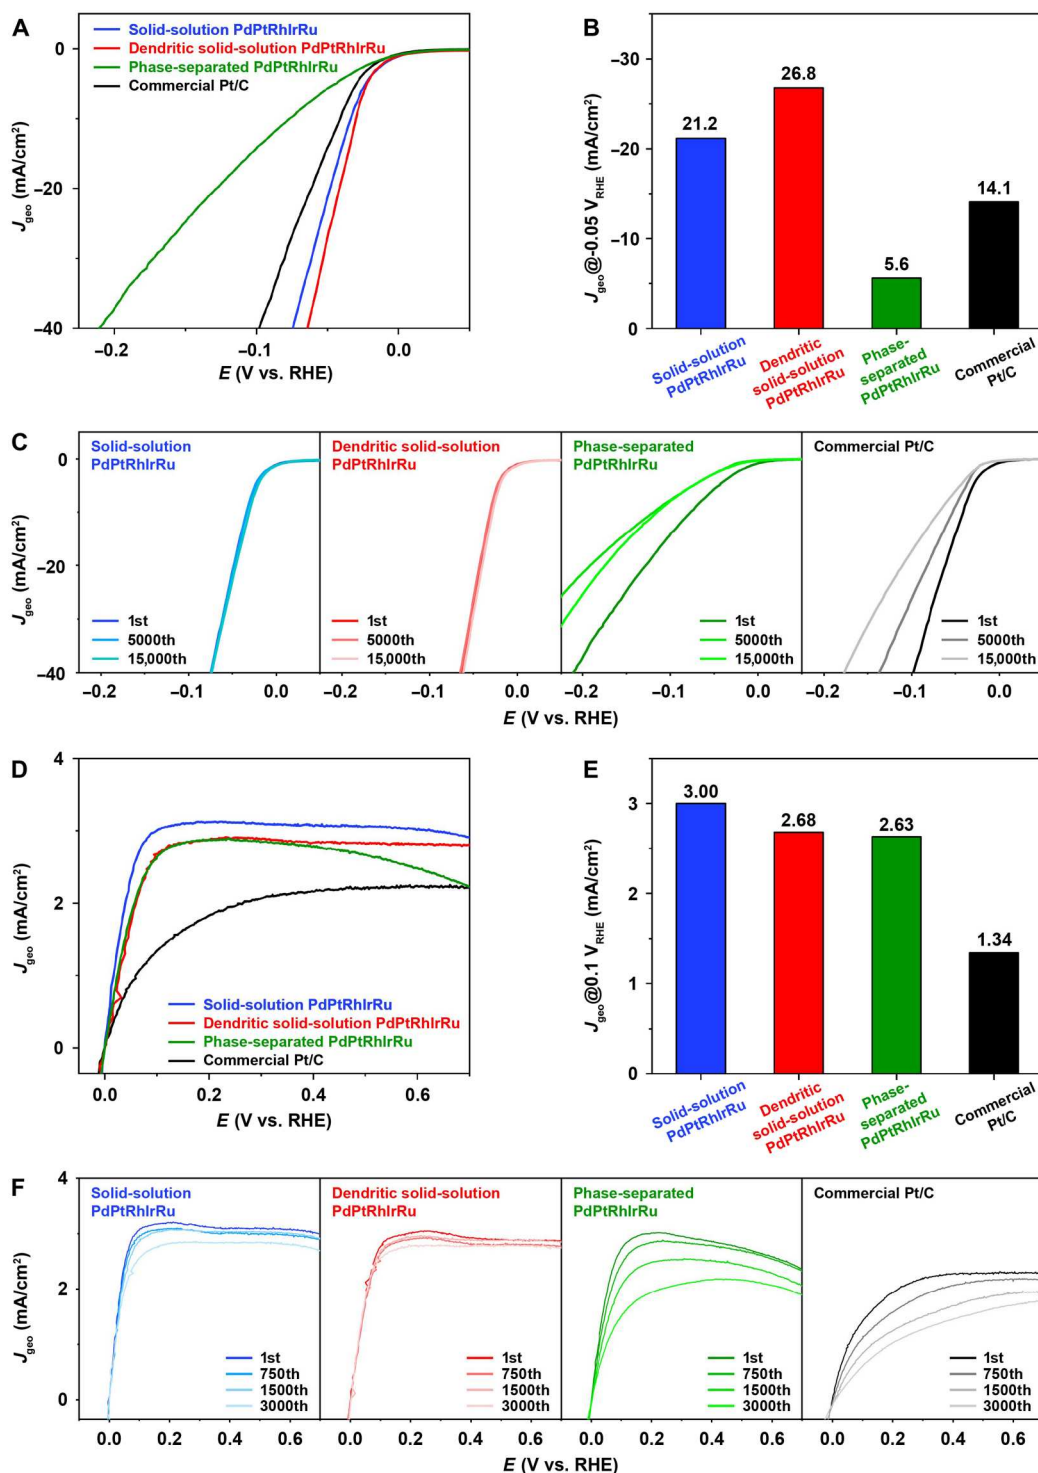 A
Solid-solution PdPtRhIrRu
Dendritic solid-solution PdPtRhIrRu
Phase-separated PdPtRhIrRu
Commercial Pt/C
0
−20
−40
Jgeo (mA/cm²)
−0.2 −0.1 0.0
E (V vs. RHE)
B
−30
−20
−10
0
Jgeo@-0.05 VRHE (mA/cm²)
21.2
26.8
5.6
14.1
Solid-solution
PdPtRhIrRu
Dendritic
solid-solution
PdPtRhIrRu
Phase-
separated
PdPtRhIrRu
Commercial
Pt/C
C
0
−20
−40
Jgeo (mA/cm²)
Solid-solution
PdPtRhIrRu
1st
5000th
15,000th
−0.2 −0.1 0.0
Dendritic solid-solution
PdPtRhIrRu
1st
5000th
15,000th
−0.2 −0.1 0.0
Phase-separated
PdPtRhIrRu
1st
5000th
15,000th
−0.2 −0.1 0.0
Commercial Pt/C
1st
5000th
15,000th
−0.2 −0.1 0.0
E (V vs. RHE)
D
4
2
0
Jgeo (mA/cm²)
Solid-solution PdPtRhIrRu
Dendritic solid-solution PdPtRhIrRu
Phase-separated PdPtRhIrRu
Commercial Pt/C
0.0 0.2 0.4 0.6
E (V vs. RHE)
E
3
2
1
0
Jgeo@0.1 VRHE (mA/cm²)
3.00
2.68
2.63
1.34
Solid-solution
PdPtRhIrRu
Dendritic
solid-solution
PdPtRhIrRu
Phase-
separated
PdPtRhIrRu
Commercial
Pt/C
F
4
2
0
Jgeo (mA/cm²)
Solid-solution
PdPtRhIrRu
1st
750th
1500th
3000th
0.0 0.2 0.4 0.6
Dendritic solid-solution
PdPtRhIrRu
1st
750th
1500th
3000th
0.0 0.2 0.4 0.6
Phase-separated
PdPtRhIrRu
1st
750th
1500th
3000th
0.0 0.2 0.4 0.6
Commercial Pt/C
1st
750th
1500th
3000th
0.0 0.2 0.4 0.6
E (V vs. RHE)